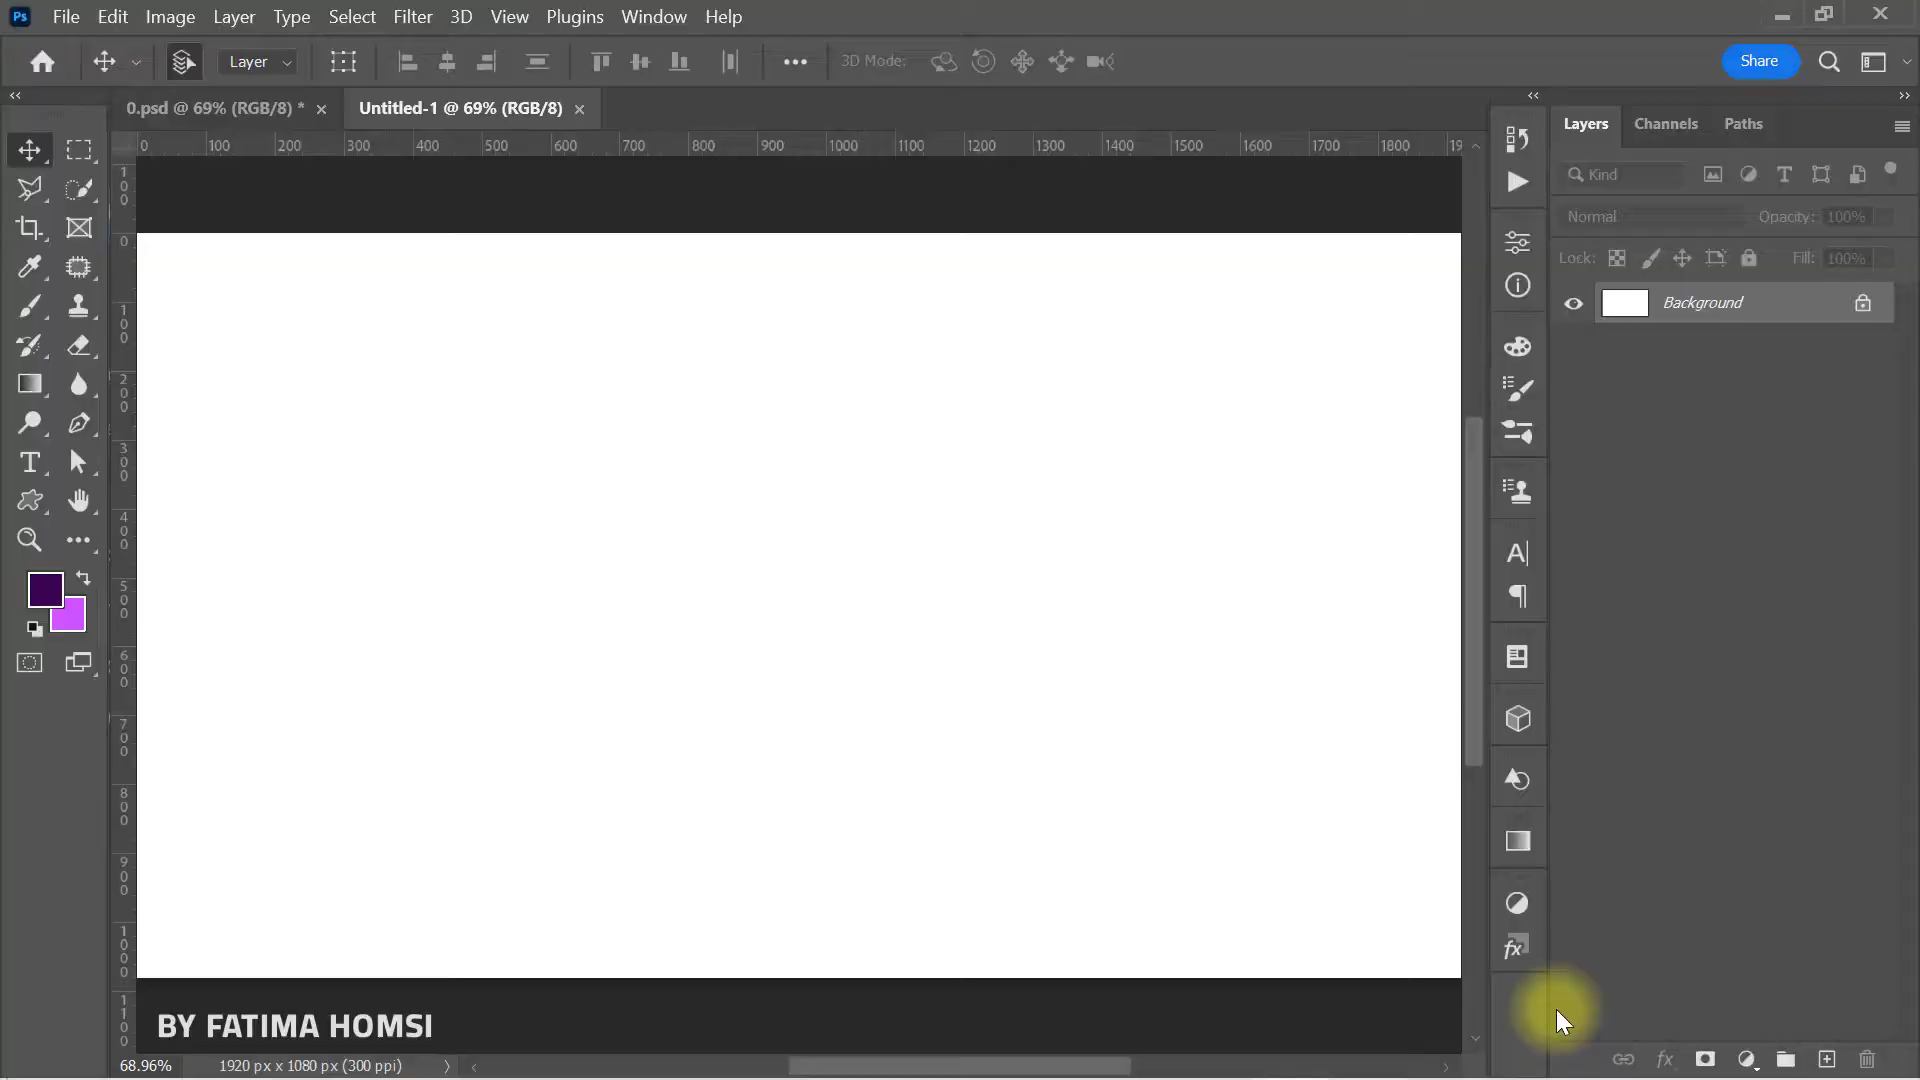 Ps File Edit Image Layer Type Select Filter 3D View Plugins Window Help
Layer 3D Mode: Share
0.psd @ 69% (RGB/8) * Untitled-1 @ 69% (RGB/8)
Layers Channels Paths
0 100 200 300 400 500 600 700 800 900 1000 1100 1200 1300 1400 1500 1600 1700 1800 19
Kind
Normal Opacity: 100%
Lock: Fill: 100%
Background
100
0
100
200
300
400
500
600
700
800
900
1000
1100
BY FATIMA HOMSI
68.96% 1920 px x 1080 px (300 ppi)